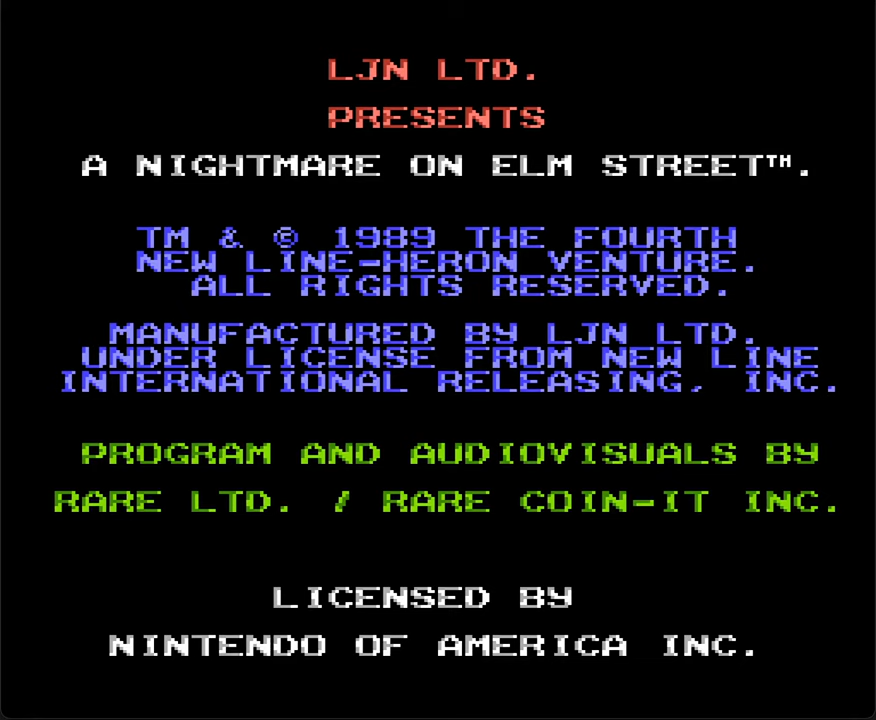 LJN LTD.
PRESENTS
A NIGHTMARE ON ELM STREET™.
TM & © 1989 THE FOURTH
NEW LINE-HERON VENTURE.
ALL RIGHTS RESERVED.
MANUFACTURED BY LJN LTD.
UNDER LICENSE FROM NEW LINE
INTERNATIONAL RELEASING, INC.
PROGRAM AND AUDIOVISUALS BY
RARE LTD. / RARE COIN-IT INC.
LICENSED BY
NINTENDO OF AMERICA INC.